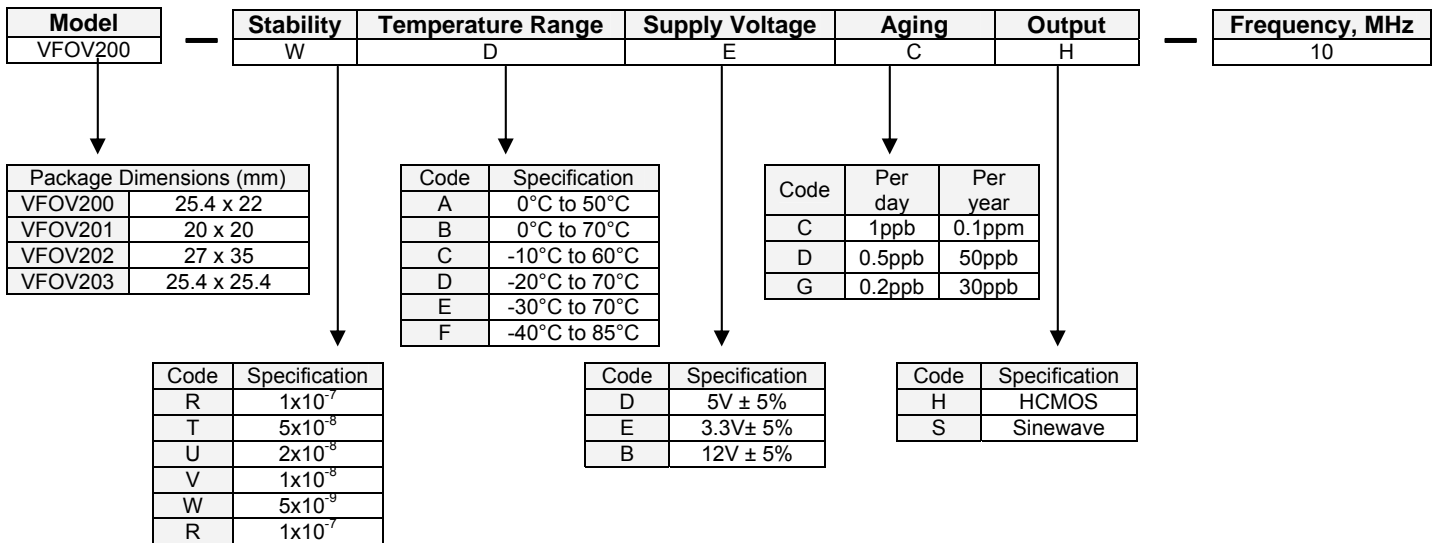 Model Stability Temperature Range Supply Voltage Aging Output Frequency, MHz
VFOV200 — W D E C H — 10
Package Dimensions (mm)
VFOV200 25.4 x 22
VFOV201 20 x 20
VFOV202 27 x 35
VFOV203 25.4 x 25.4
Code Specification
A 0°C to 50°C
B 0°C to 70°C
C -10°C to 60°C
D -20°C to 70°C
E -30°C to 70°C
F -40°C to 85°C
Code Per day Per year
C 1ppb 0.1ppm
D 0.5ppb 50ppb
G 0.2ppb 30ppb
Code Specification
R 1x10⁻⁷
T 5x10⁻⁸
U 2x10⁻⁸
V 1x10⁻⁸
W 5x10⁻⁹
R 1x10⁻⁷
Code Specification
D 5V ± 5%
E 3.3V± 5%
B 12V ± 5%
Code Specification
H HCMOS
S Sinewave